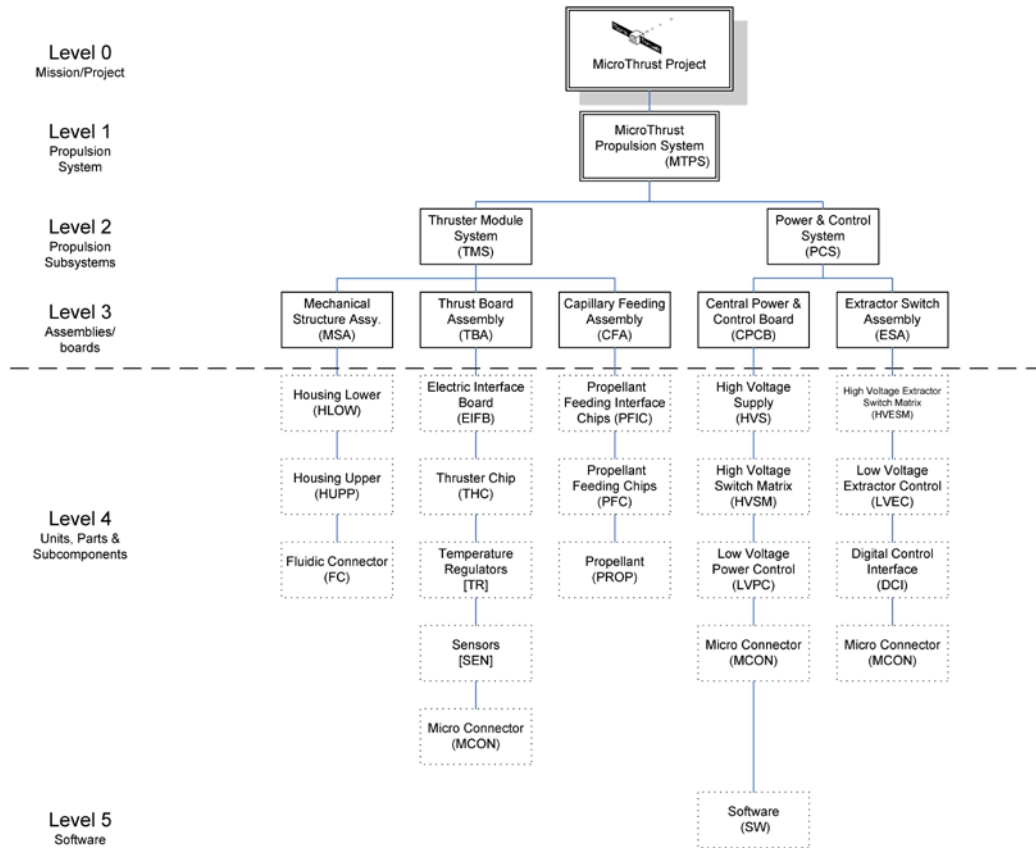 Level 0
Mission/Project
MicroThrust Project
Level 1
Propulsion
System
MicroThrust
Propulsion System
(MTPS)
Level 2
Propulsion
Subsystems
Thruster Module
System
(TMS)
Power & Control
System
(PCS)
Level 3
Assemblies/
boards
Mechanical
Structure Assy.
(MSA)
Thrust Board
Assembly
(TBA)
Capillary Feeding
Assembly
(CFA)
Central Power &
Control Board
(CPCB)
Extractor Switch
Assembly
(ESA)
Level 4
Units, Parts &
Subcomponents
Housing Lower
(HLOW)
Electric Interface
Board
(EIFB)
Propellant
Feeding Interface
Chips (PFIC)
High Voltage
Supply
(HVS)
High Voltage Extractor
Switch Matrix
(HVESM)
Housing Upper
(HUPP)
Thruster Chip
(THC)
Propellant
Feeding Chips
(PFC)
High Voltage
Switch Matrix
(HVSM)
Low Voltage
Extractor Control
(LVEC)
Fluidic Connector
(FC)
Temperature
Regulators
[TR]
Propellant
(PROP)
Low Voltage
Power Control
(LVPC)
Digital Control
Interface
(DCI)
Sensors
[SEN]
Micro Connector
(MCON)
Micro Connector
(MCON)
Micro Connector
(MCON)
Level 5
Software
Software
(SW)